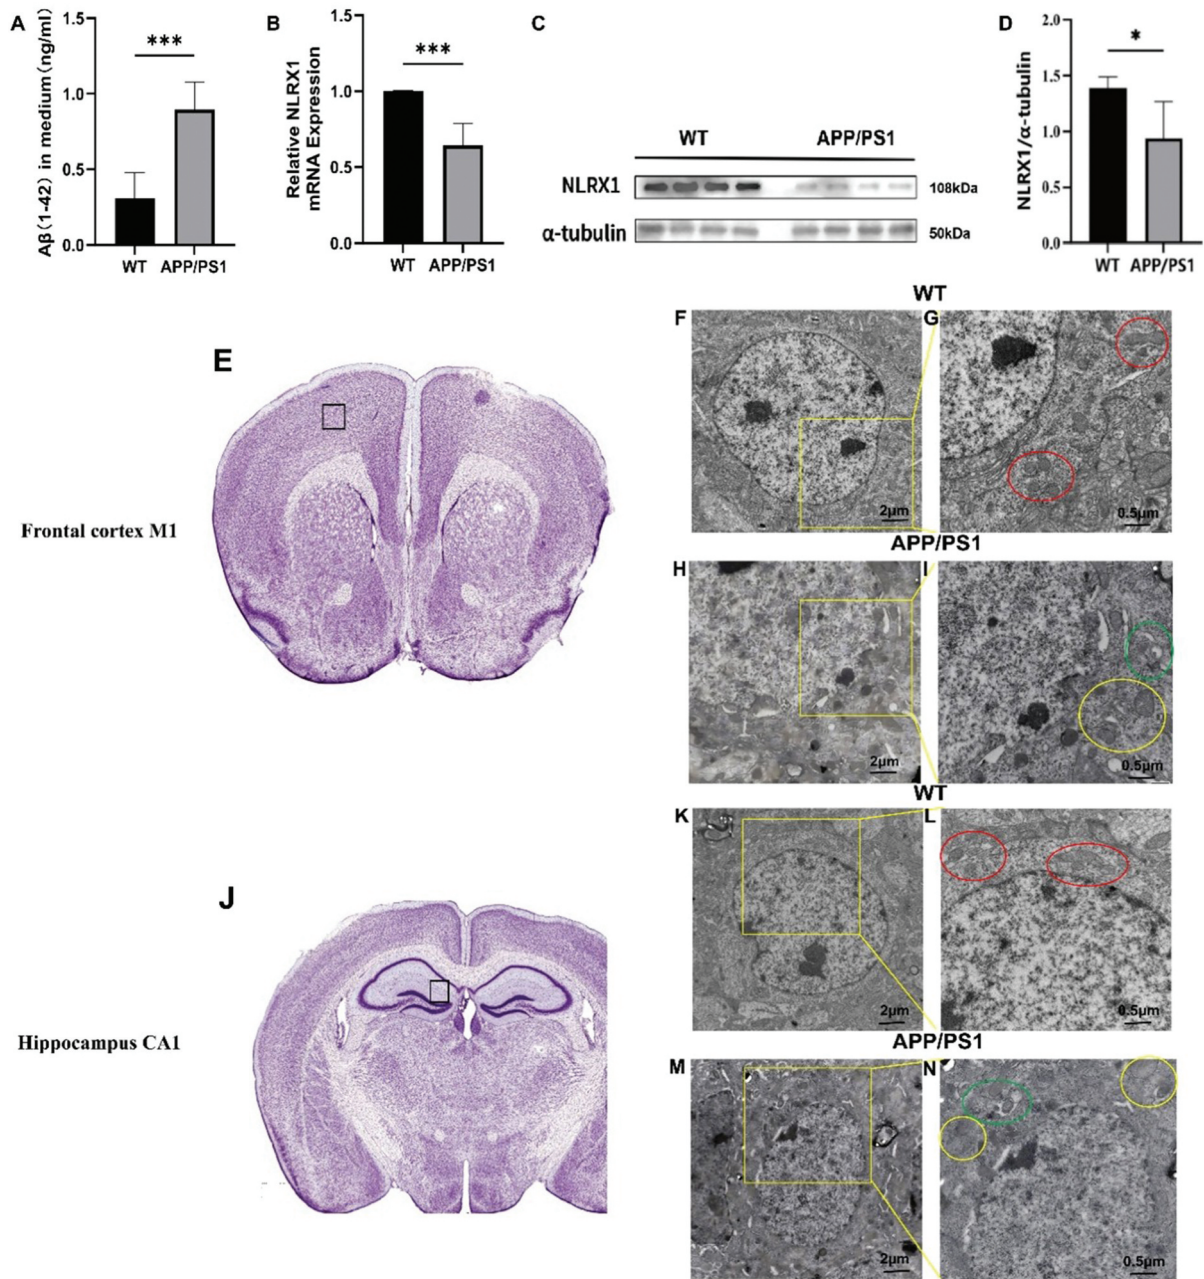 A
Aβ(1-42) in medium(ng/ml)
1.5
1.0
0.5
0.0
***
WT APP/PS1
B
Relative NLRX1
mRNA Expression
1.5
1.0
0.5
0.0
***
WT APP/PS1
C
WT APP/PS1
NLRX1 108kDa
α-tubulin 50kDa
D
NLRX1/α-tubulin
2.0
1.5
1.0
0.5
0.0
*
WT APP/PS1
E
Frontal cortex M1
WT
F G
2μm 0.5μm
APP/PS1
H I
2μm 0.5μm
J
Hippocampus CA1
WT
K L
2μm 0.5μm
APP/PS1
M N
2μm 0.5μm